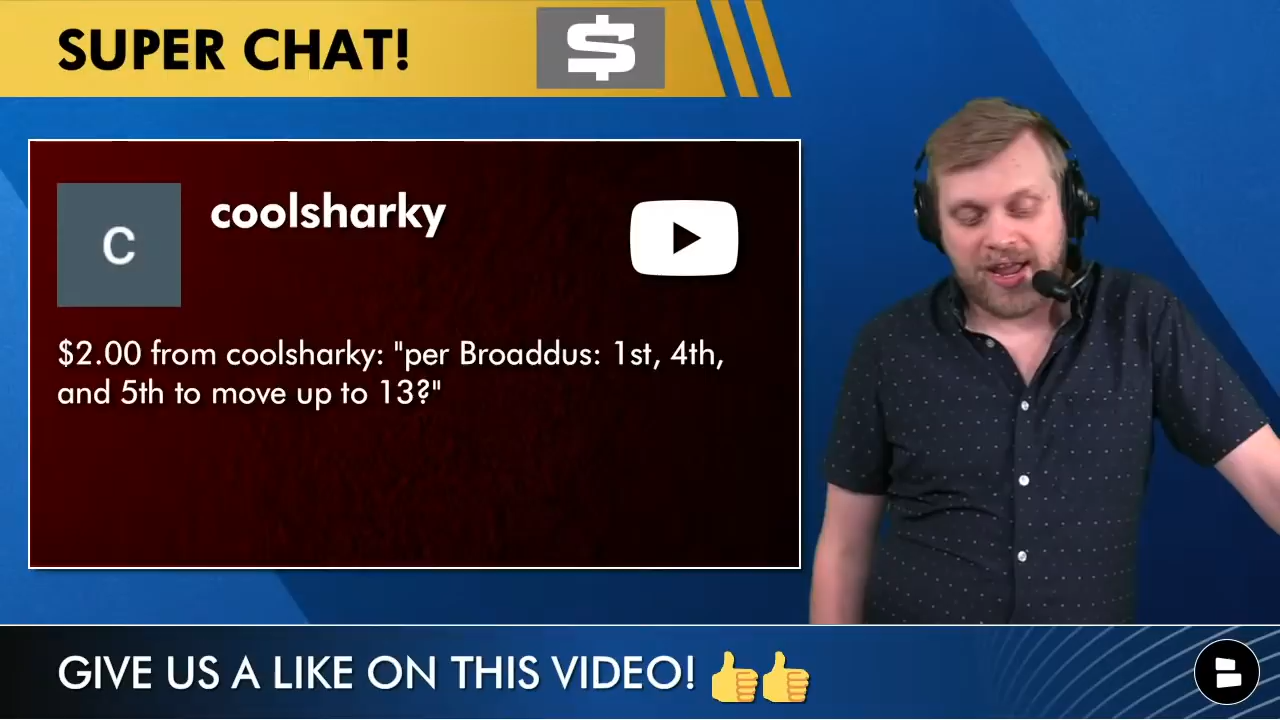 SUPER CHAT!
$
C
coolsharky
$2.00 from coolsharky: "per Broaddus: 1st, 4th,
and 5th to move up to 13?"
GIVE US A LIKE ON THIS VIDEO! 👍👍